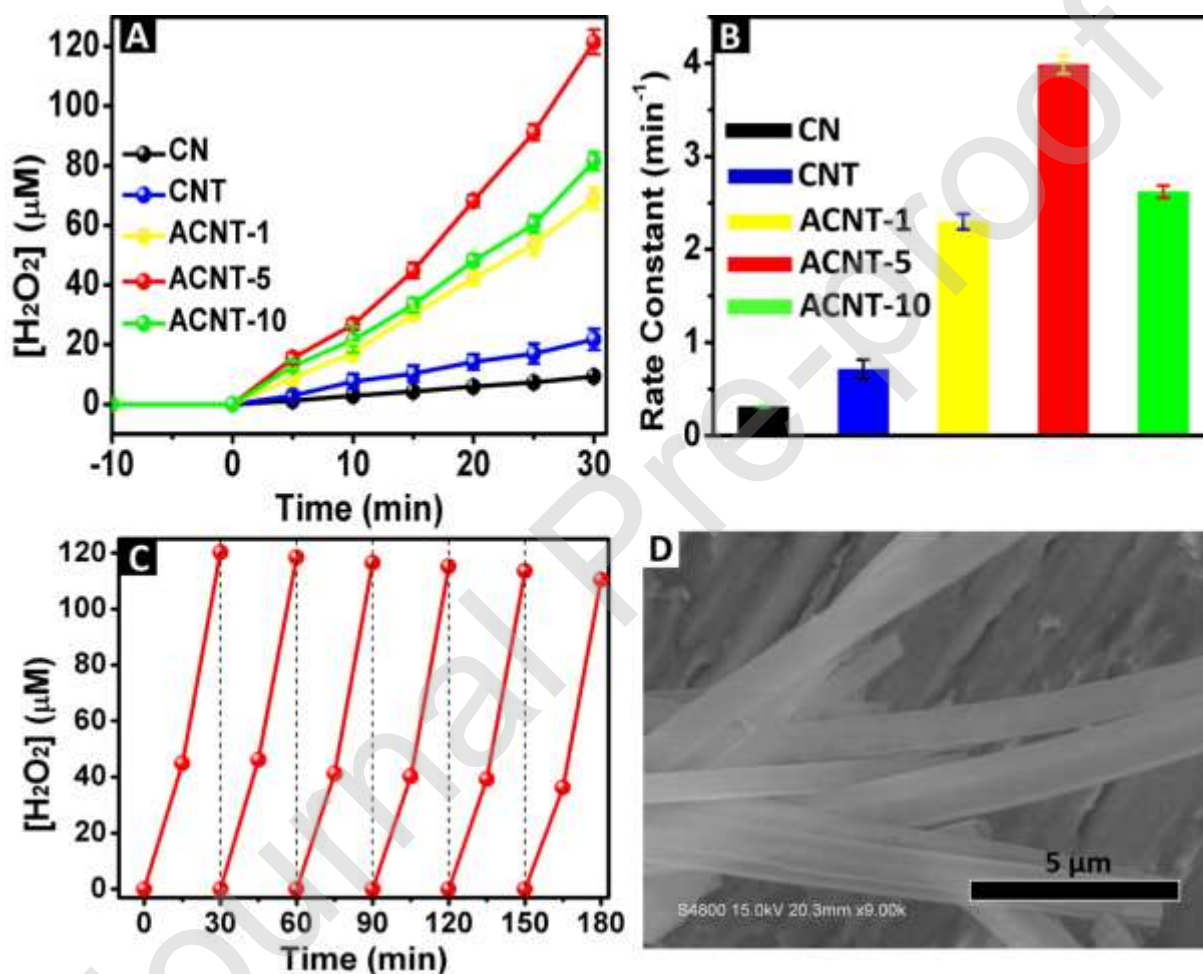 A
120
100
80
60
40
20
0
[H₂O₂] (μM)
CN
CNT
ACNT-1
ACNT-5
ACNT-10
-10 0 10 20 30
Time (min)
B
4
3
2
1
0
Rate Constant (min⁻¹)
CN
CNT
ACNT-1
ACNT-5
ACNT-10
C
120
100
80
60
40
20
0
[H₂O₂] (μM)
0 30 60 90 120 150 180
Time (min)
D
5 μm
S4800 15.0kV 20.3mm x9.00k
Journal Pre-proof